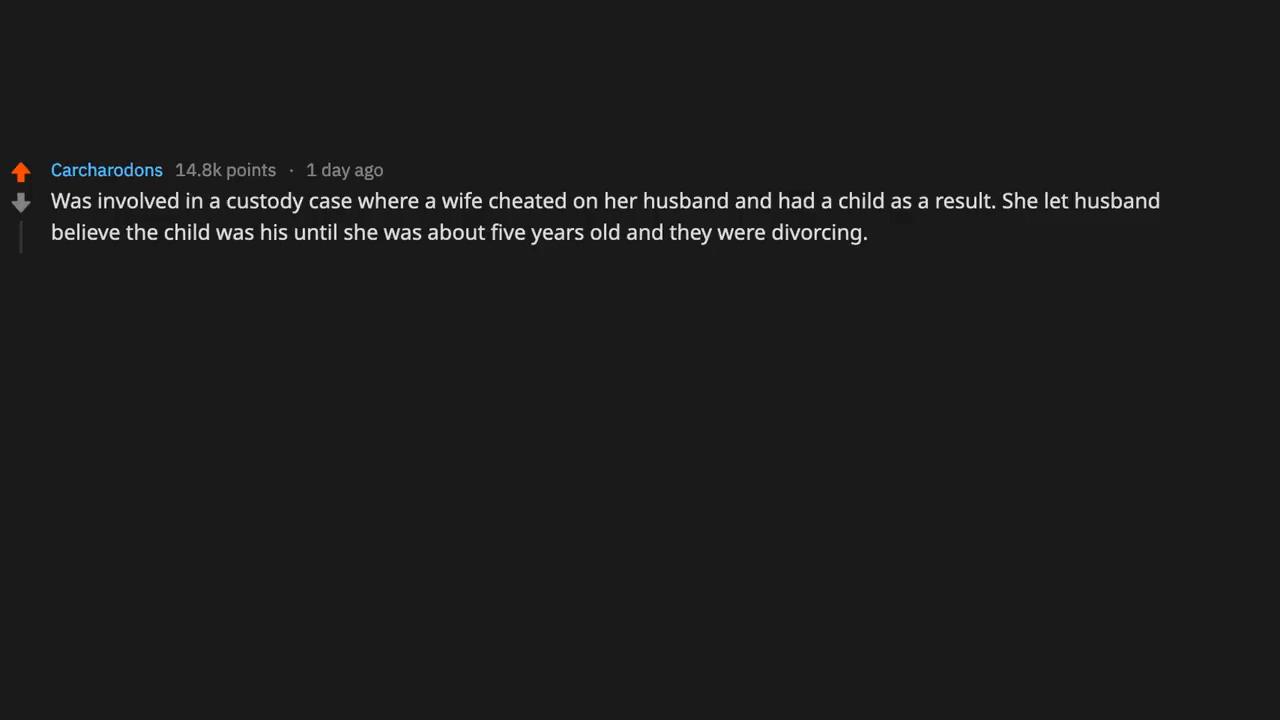 Carcharodons 14.8k points · 1 day ago
Was involved in a custody case where a wife cheated on her husband and had a child as a result. She let husband
believe the child was his until she was about five years old and they were divorcing.